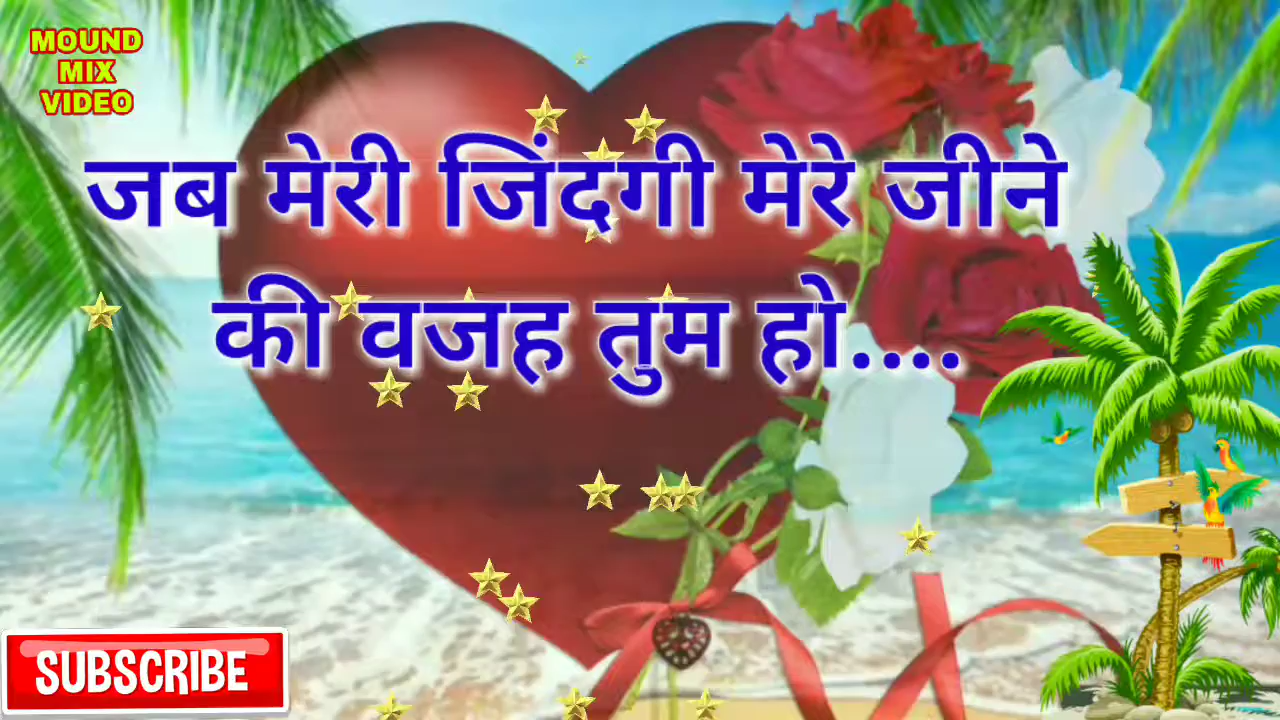 MOUND
MIX
VIDEO
जब मेरी जिंदगी मेरे जीने
की वजह तुम हो....
SUBSCRIBE